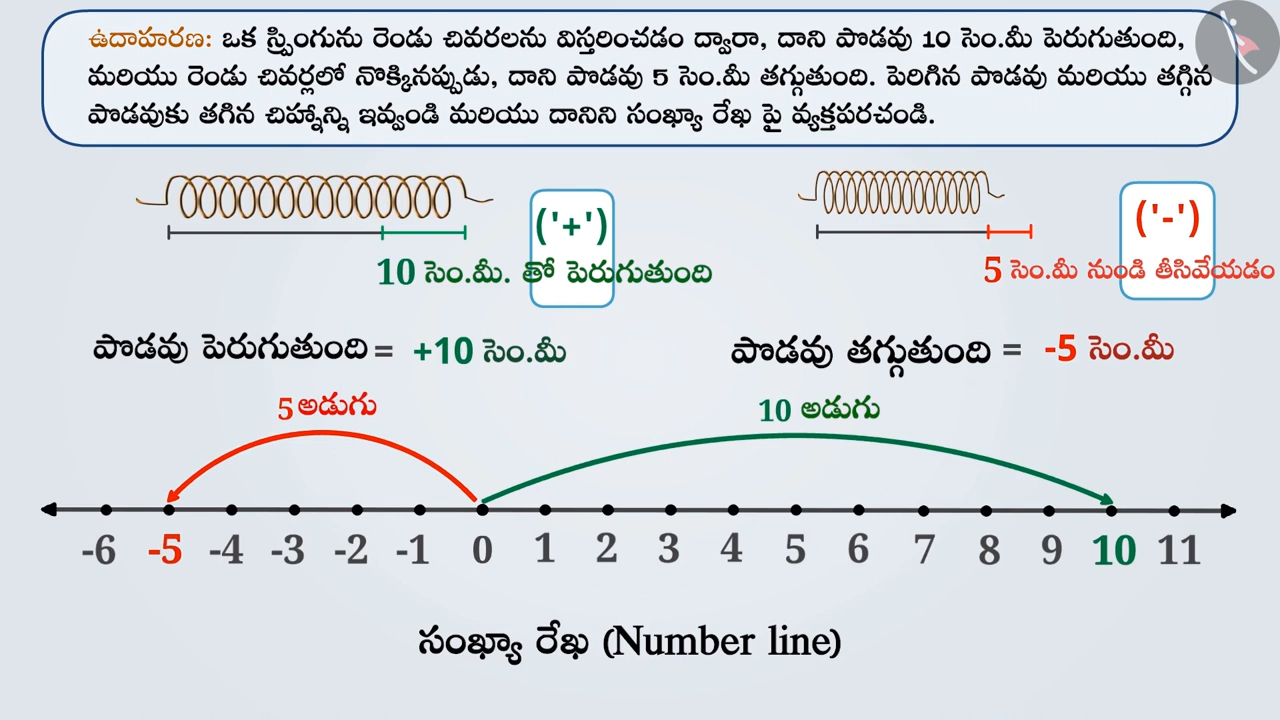 ఉదాహరణ: ఒక స్ప్రింగును రెండు చివరలను విస్తరించడం ద్వారా, దాని పొడవు 10 సెం.మీ పెరుగుతుంది,
మరియు రెండు చివర్లలో నొక్కినప్పుడు, దాని పొడవు 5 సెం.మీ తగ్గుతుంది. పెరిగిన పొడవు మరియు తగ్గిన
పొడవుకు తగిన చిహ్నాన్ని ఇవ్వండి మరియు దానిని సంఖ్యా రేఖ పై వ్యక్తపరచండి.
('+')
('-')
10 సెం.మీ. తో పెరుగుతుంది
5 సెం.మీ నుండి తీసివేయడం
పొడవు పెరుగుతుంది = +10 సెం.మీ
పొడవు తగ్గుతుంది = -5 సెం.మీ
5 అడుగు
10 అడుగు
-6 -5 -4 -3 -2 -1 0 1 2 3 4 5 6 7 8 9 10 11
సంఖ్యా రేఖ (Number line)